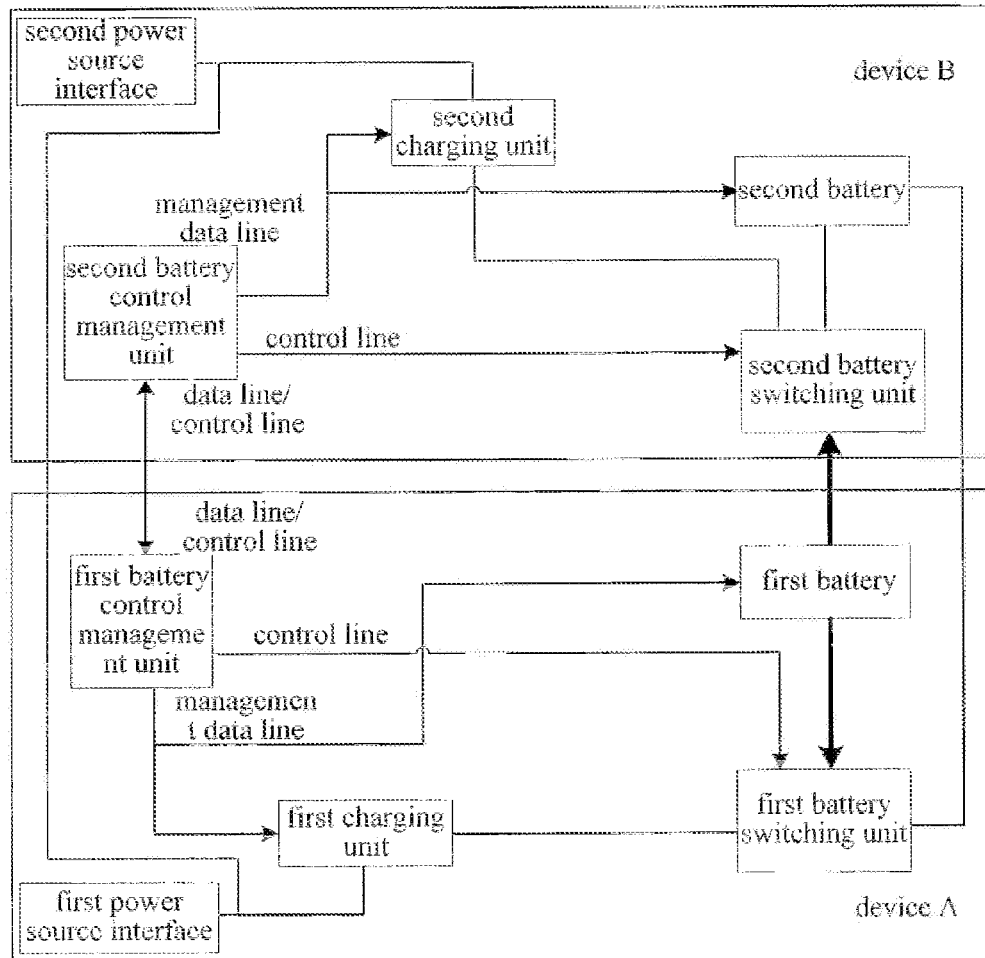 second power
source
interface
device B
second
charging unit
second battery
management
data line
second battery
control
management
unit
control line
second battery
switching unit
data line/
control line
data line/
control line
first battery
control
manageme
nt unit
first battery
control line
managemen
t data line
first charging
unit
first battery
switching unit
first power
source interface
device A